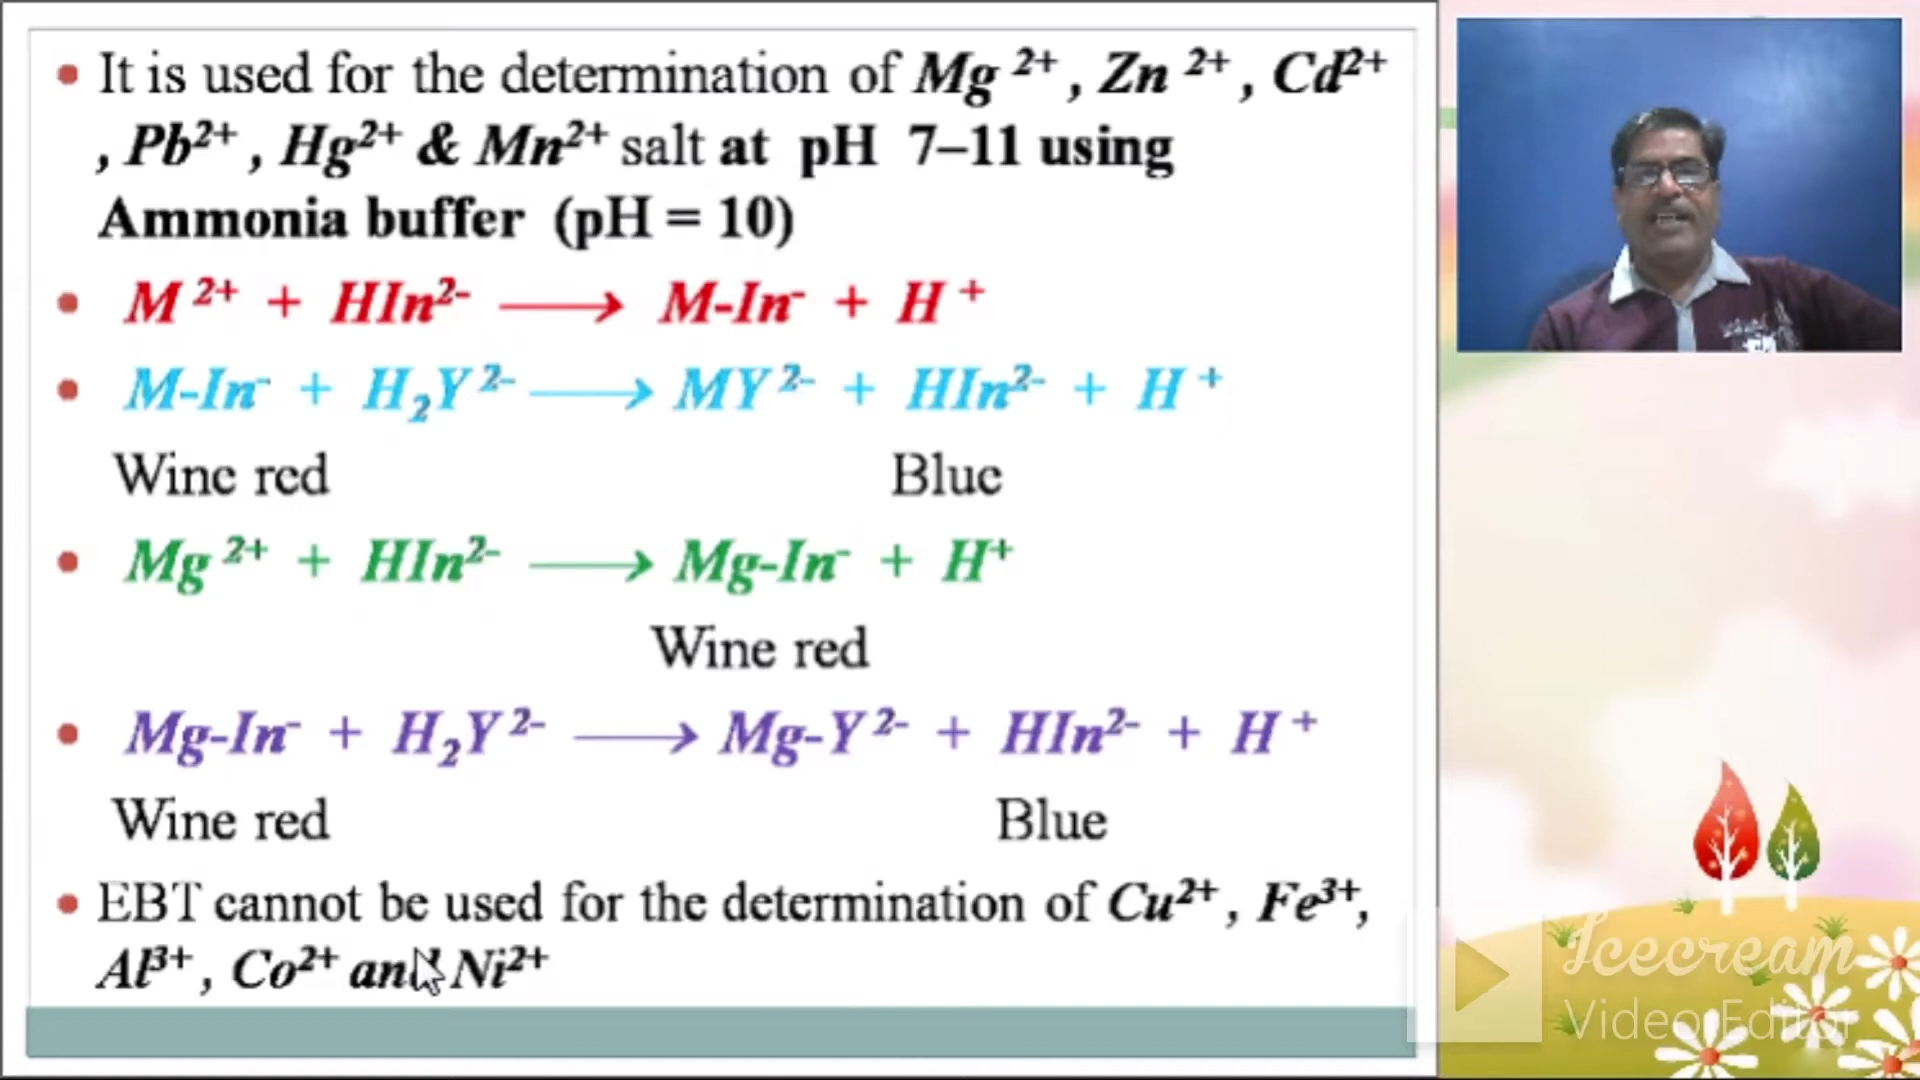 • It is used for the determination of Mg 2+ , Zn 2+ , Cd2+
, Pb2+ , Hg2+ & Mn2+ salt at pH 7–11 using
Ammonia buffer (pH = 10)
• M 2+ + HIn2- ⟶ M-In- + H +
• M-In- + H2Y 2- ⟶ MY 2- + HIn2- + H +
Wine red Blue
• Mg 2+ + HIn2- ⟶ Mg-In- + H+
Wine red
• Mg-In- + H2Y 2- ⟶ Mg-Y 2- + HIn2- + H +
Wine red Blue
• EBT cannot be used for the determination of Cu2+ , Fe3+,
Al3+ , Co2+ and Ni2+
Icecream
Video Editor